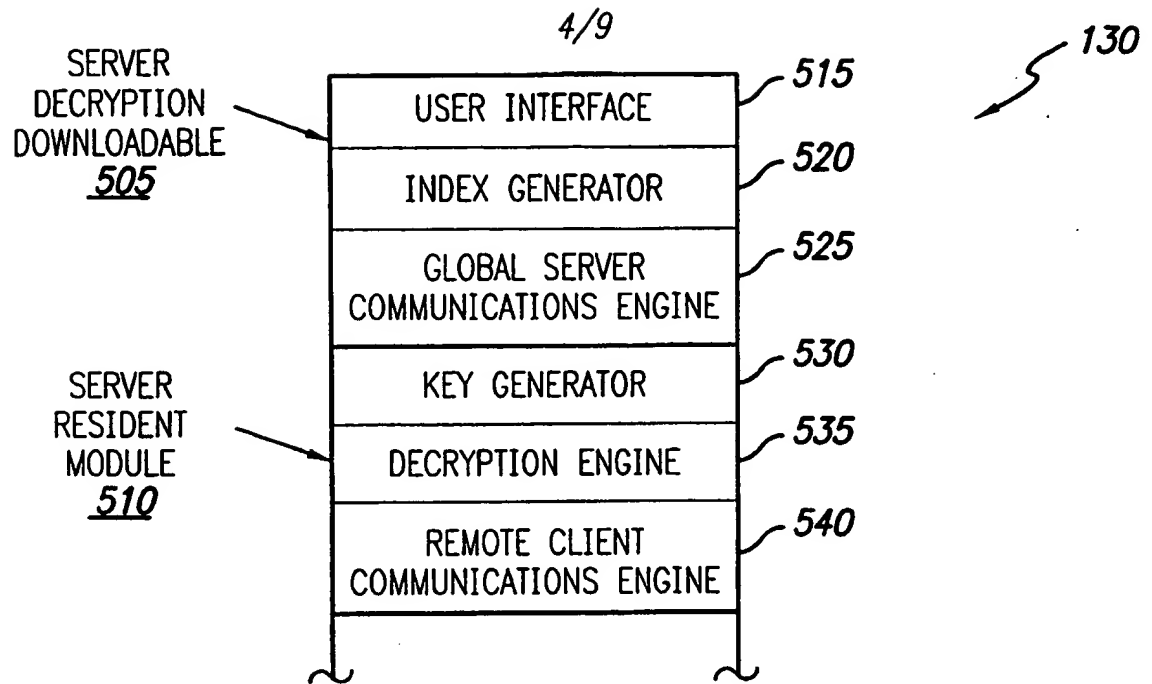 4/9
130
SERVER
DECRYPTION
DOWNLOADABLE
505
USER INTERFACE
515
INDEX GENERATOR
520
GLOBAL SERVER
COMMUNICATIONS ENGINE
525
SERVER
RESIDENT
MODULE
510
KEY GENERATOR
530
DECRYPTION ENGINE
535
REMOTE CLIENT
COMMUNICATIONS ENGINE
540